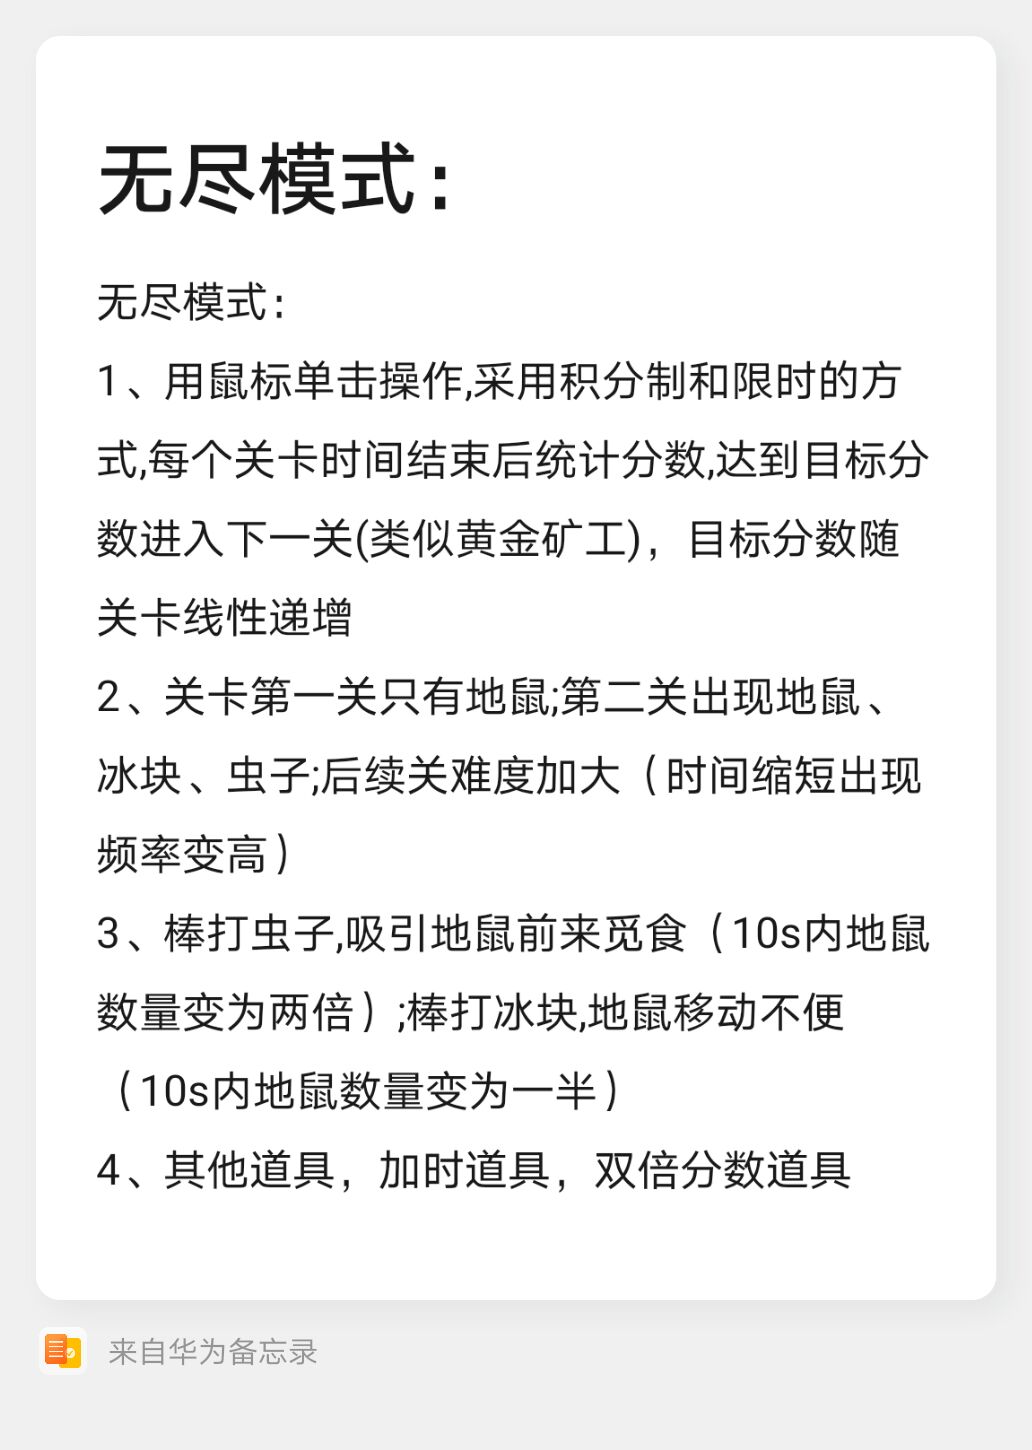 无尽模式：
无尽模式：
1、用鼠标单击操作,采用积分制和限时的方
式,每个关卡时间结束后统计分数,达到目标分
数进入下一关(类似黄金矿工)，目标分数随
关卡线性递增
2、关卡第一关只有地鼠;第二关出现地鼠、
冰块、虫子;后续关难度加大（时间缩短出现
频率变高）
3、棒打虫子,吸引地鼠前来觅食（10s内地鼠
数量变为两倍）;棒打冰块,地鼠移动不便
（10s内地鼠数量变为一半）
4、其他道具，加时道具，双倍分数道具
来自华为备忘录